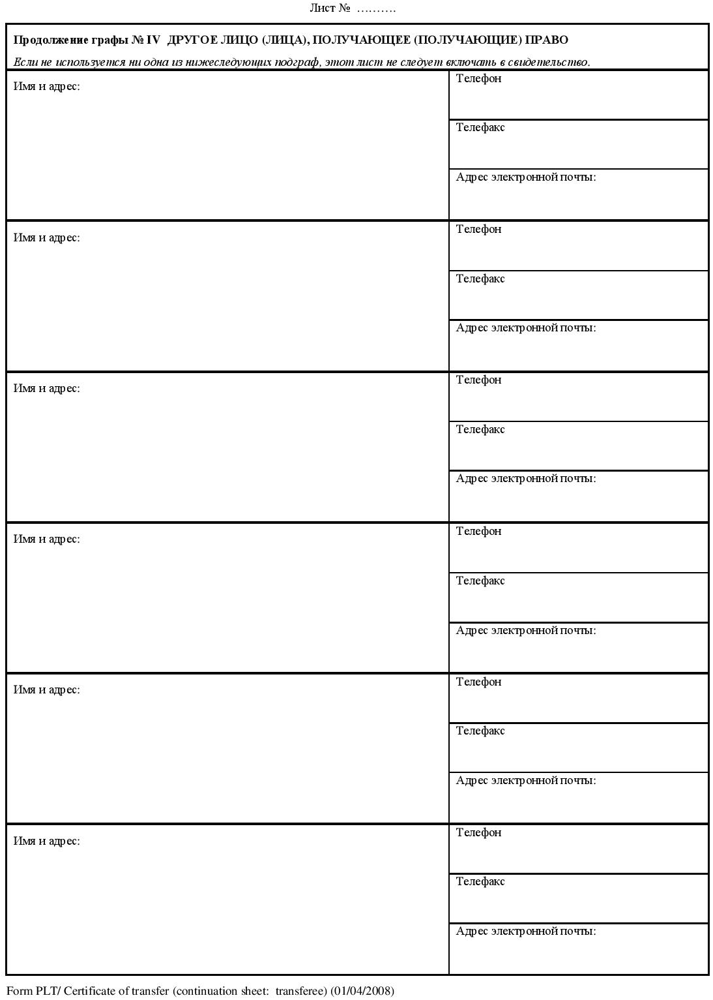 Лист № ..........
Продолжение графы № IV ДРУГОЕ ЛИЦО (ЛИЦА), ПОЛУЧАЮЩЕЕ (ПОЛУЧАЮЩИЕ) ПРАВО
Если не используется ни одна из нижеследующих подграф, этот лист не следует включать в свидетельство.
Имя и адрес:
Телефон
Телефакс
Адрес электронной почты:
Имя и адрес:
Телефон
Телефакс
Адрес электронной почты:
Имя и адрес:
Телефон
Телефакс
Адрес электронной почты:
Имя и адрес:
Телефон
Телефакс
Адрес электронной почты:
Имя и адрес:
Телефон
Телефакс
Адрес электронной почты:
Имя и адрес:
Телефон
Телефакс
Адрес электронной почты:
Form PLT/ Certificate of transfer (continuation sheet: transferee) (01/04/2008)